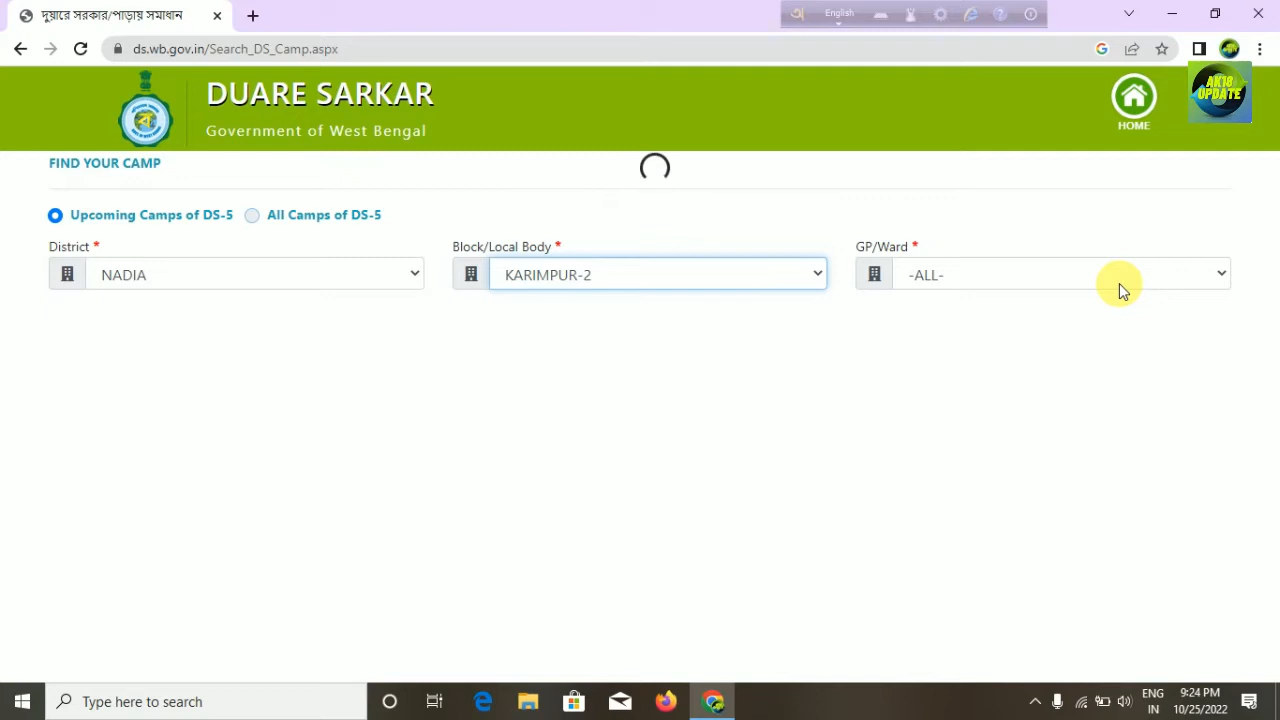 দুয়ারে সরকার/পাড়ায় সমাধান
অ English
ds.wb.gov.in/Search_DS_Camp.aspx
DUARE SARKAR
Government of West Bengal
HOME
AK18
UPDATE
FIND YOUR CAMP
Upcoming Camps of DS-5 All Camps of DS-5
District * Block/Local Body * GP/Ward *
NADIA KARIMPUR-2 -ALL-
Type here to search
ENG
IN
9:24 PM
10/25/2022